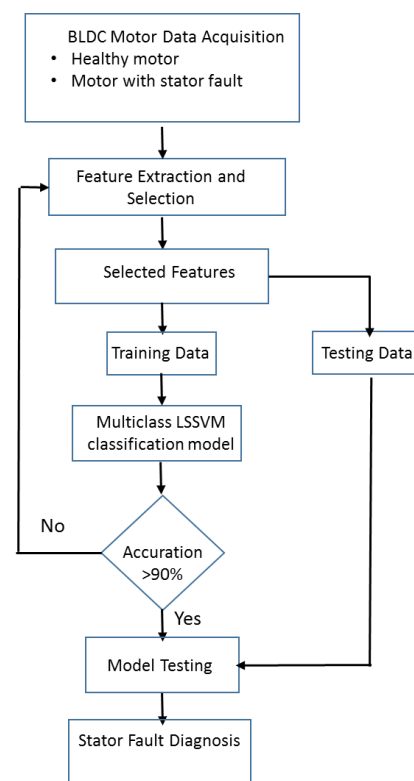 BLDC Motor Data Acquisition
• Healthy motor
• Motor with stator fault
Feature Extraction and
Selection
Selected Features
Training Data
Testing Data
Multiclass LSSVM
classification model
No
Accuration
>90%
Yes
Model Testing
Stator Fault Diagnosis